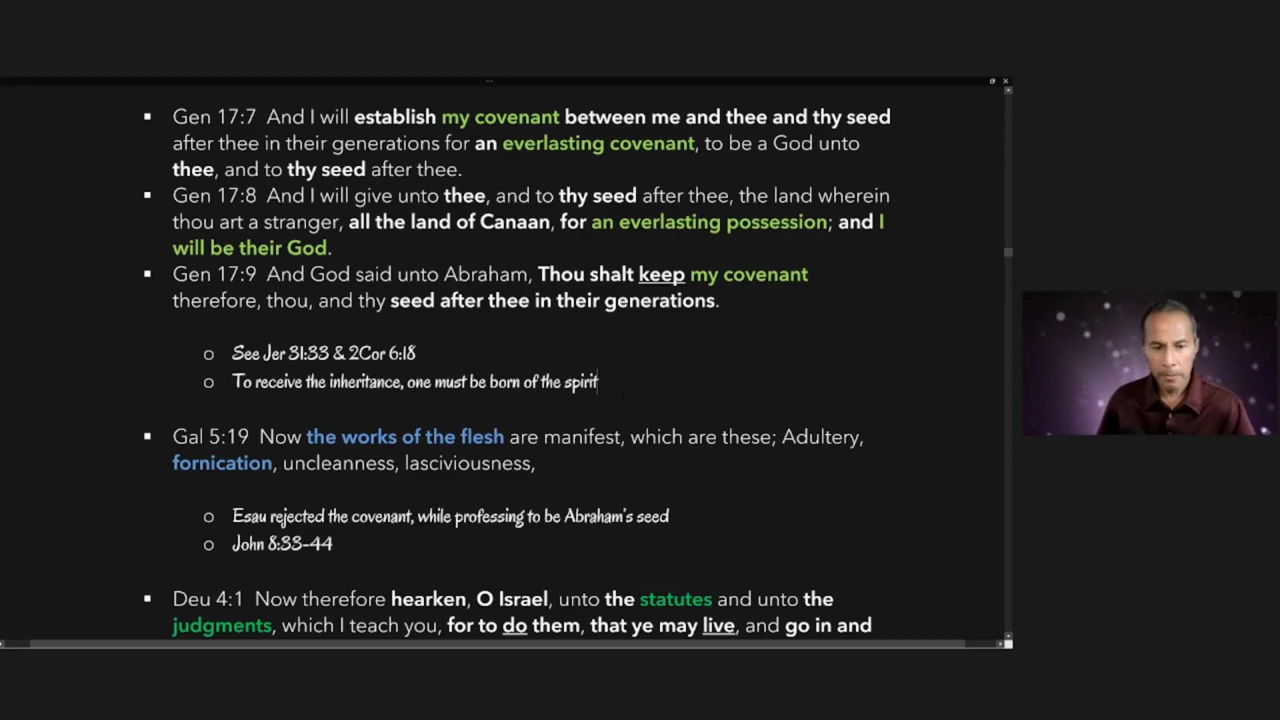 ▪ Gen 17:7 And I will establish my covenant between me and thee and thy seed
after thee in their generations for an everlasting covenant, to be a God unto
thee, and to thy seed after thee.
▪ Gen 17:8 And I will give unto thee, and to thy seed after thee, the land wherein
thou art a stranger, all the land of Canaan, for an everlasting possession; and I
will be their God.
▪ Gen 17:9 And God said unto Abraham, Thou shalt keep my covenant
therefore, thou, and thy seed after thee in their generations.
o See Jer 31:33 & 2Cor 6:18
o To receive the inheritance, one must be born of the spirit
▪ Gal 5:19 Now the works of the flesh are manifest, which are these; Adultery,
fornication, uncleanness, lasciviousness,
o Esau rejected the covenant, while professing to be Abraham's seed
o John 8:33-44
▪ Deu 4:1 Now therefore hearken, O Israel, unto the statutes and unto the
judgments, which I teach you, for to do them, that ye may live, and go in and